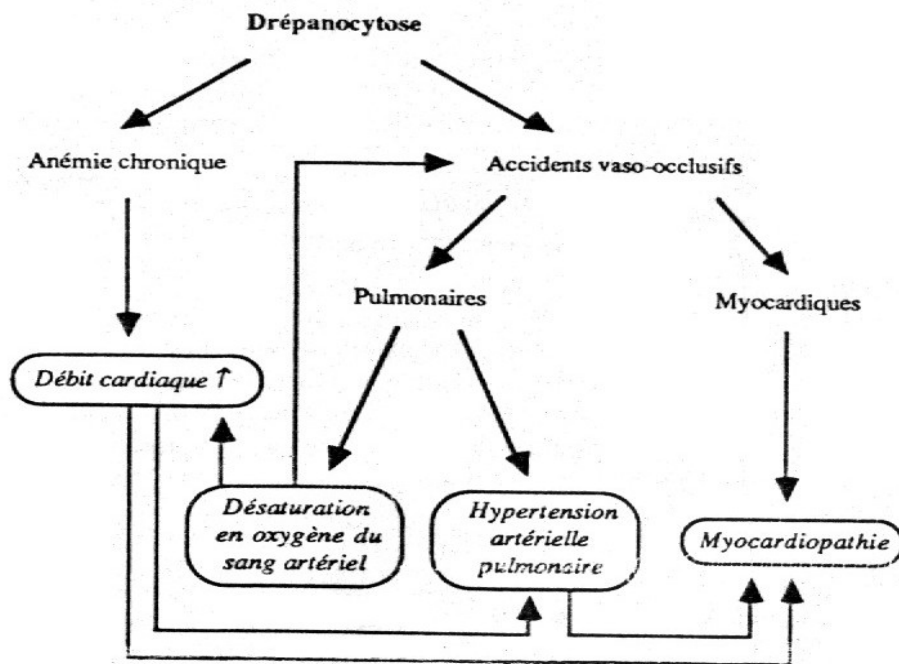 Drépanocytose
Anémie chronique
Accidents vaso-occlusifs
Pulmonaires
Myocardiques
Débit cardiaque ↑
Désaturation
en oxygène du
sang artériel
Hypertension
artérielle
pulmonaire
Myocardiopathie